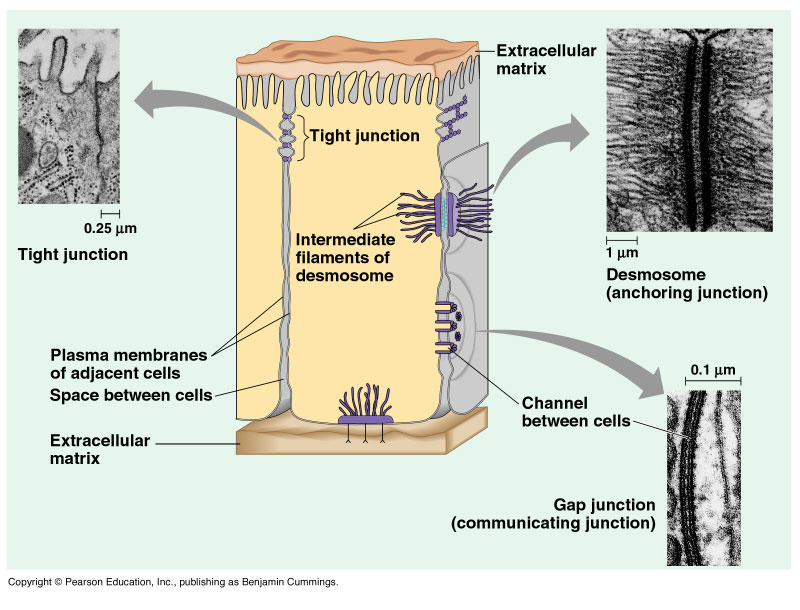 Extracellular
matrix
Tight junction
0.25 µm
Tight junction
Intermediate
filaments of
desmosome
1 µm
Desmosome
(anchoring junction)
Plasma membranes
of adjacent cells
Space between cells
0.1 µm
Channel
between cells
Extracellular
matrix
Gap junction
(communicating junction)
Copyright © Pearson Education, Inc., publishing as Benjamin Cummings.